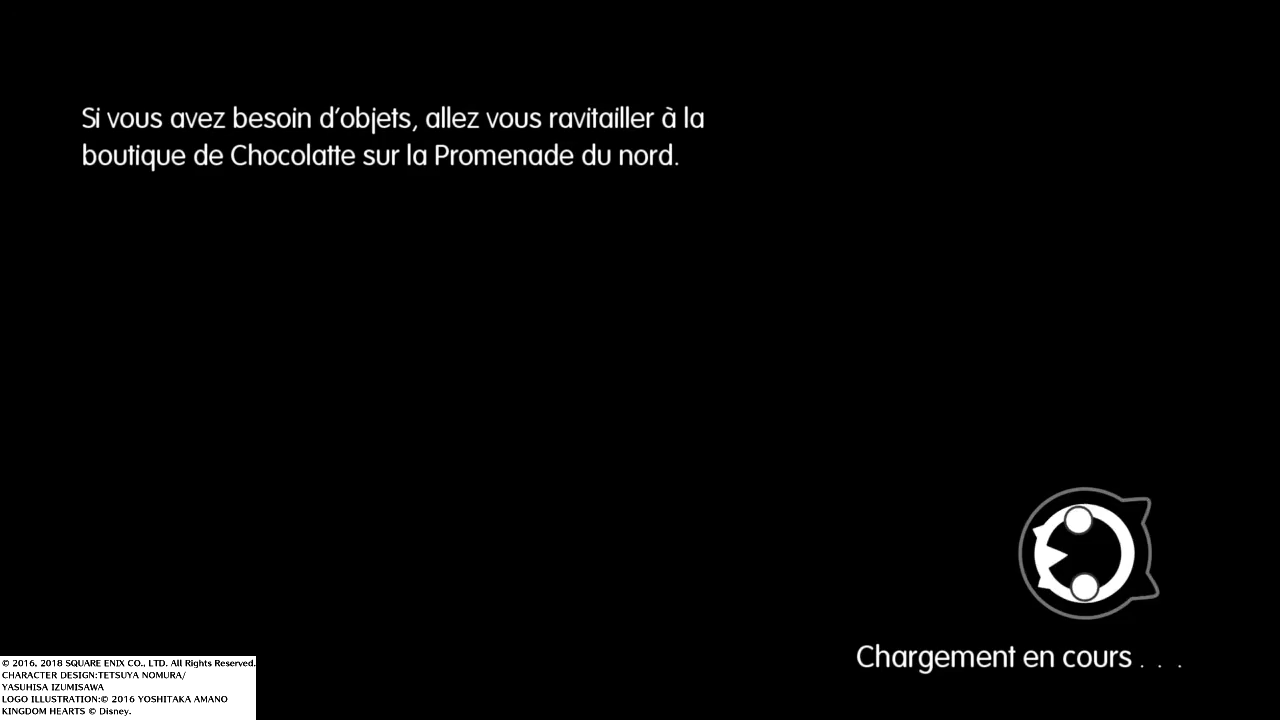 Si vous avez besoin d'objets, allez vous ravitailler à la
boutique de Chocolatte sur la Promenade du nord.
Chargement en cours . . .
© 2016, 2018 SQUARE ENIX CO., LTD. All Rights Reserved.
CHARACTER DESIGN:TETSUYA NOMURA/
YASUHISA IZUMISAWA
LOGO ILLUSTRATION:© 2016 YOSHITAKA AMANO
KINGDOM HEARTS © Disney.